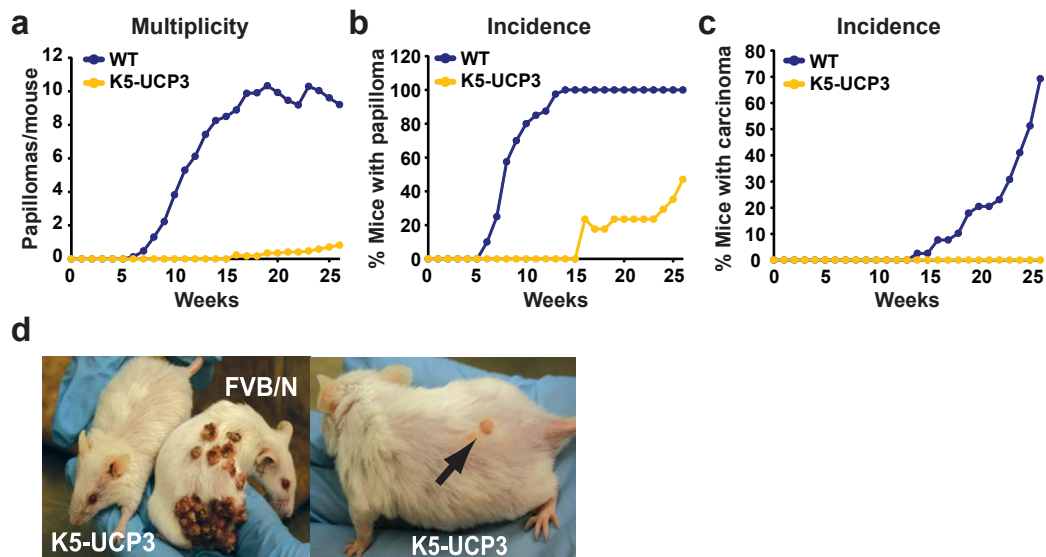 a
Multiplicity
WT
K5-UCP3
Papillomas/mouse
12
10
8
6
4
2
0
0
5
10
15
20
25
Weeks
b
Incidence
WT
K5-UCP3
% Mice with papilloma
120
100
80
60
40
20
0
0
5
10
15
20
25
Weeks
c
Incidence
WT
K5-UCP3
% Mice with carcinoma
80
70
60
50
40
30
20
10
0
0
5
10
15
20
25
Weeks
d
FVB/N
K5-UCP3
K5-UCP3